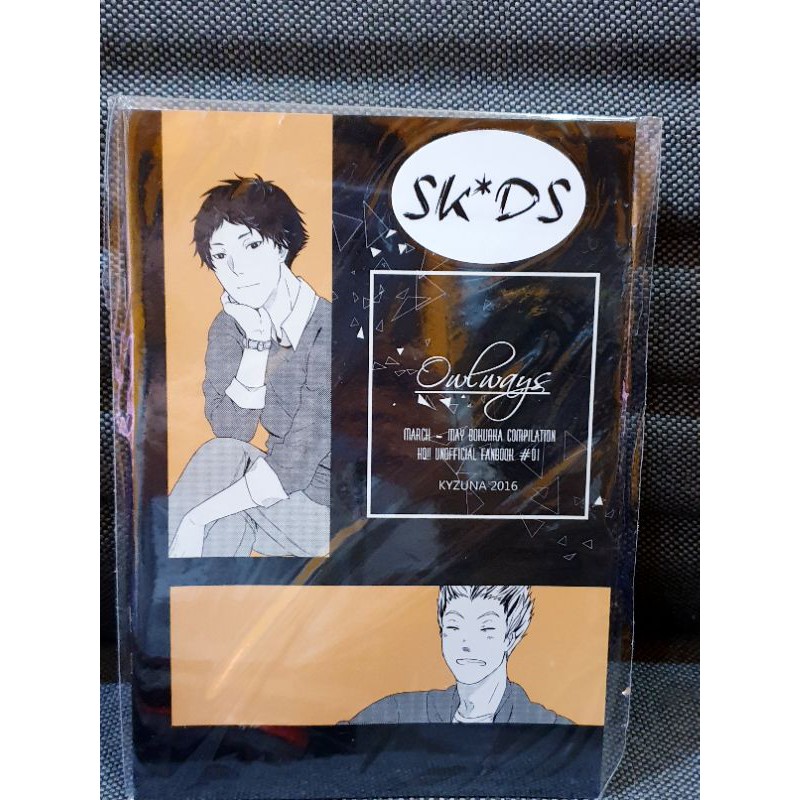 SK*DS
Owlways
MARCH - MAY BOKUAKA COMPILATION
HQ!! UNOFFICIAL FANBOOK #01
KYZUNA 2016